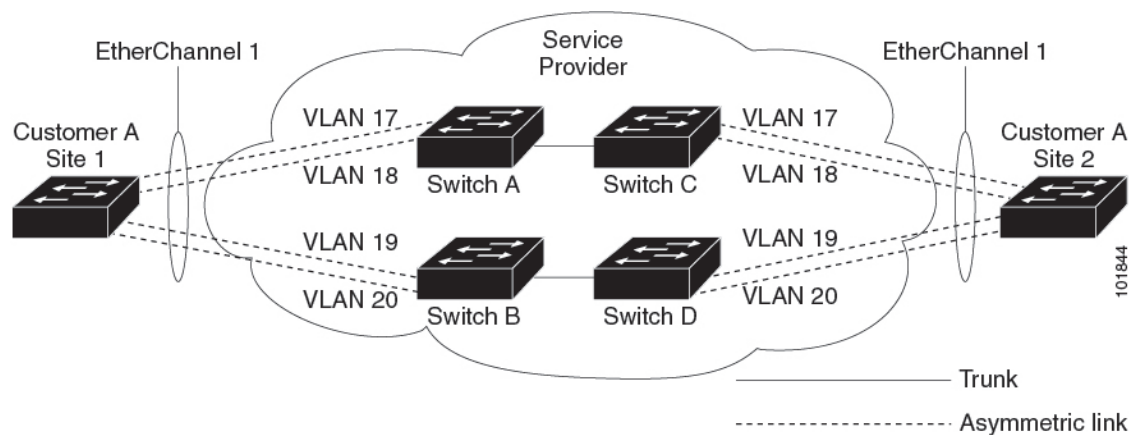 EtherChannel 1
Service
Provider
EtherChannel 1
Customer A
Site 1
VLAN 17
VLAN 18
Switch A
Switch C
VLAN 17
VLAN 18
Customer A
Site 2
VLAN 19
VLAN 20
Switch B
Switch D
VLAN 19
VLAN 20
101844
Trunk
Asymmetric link